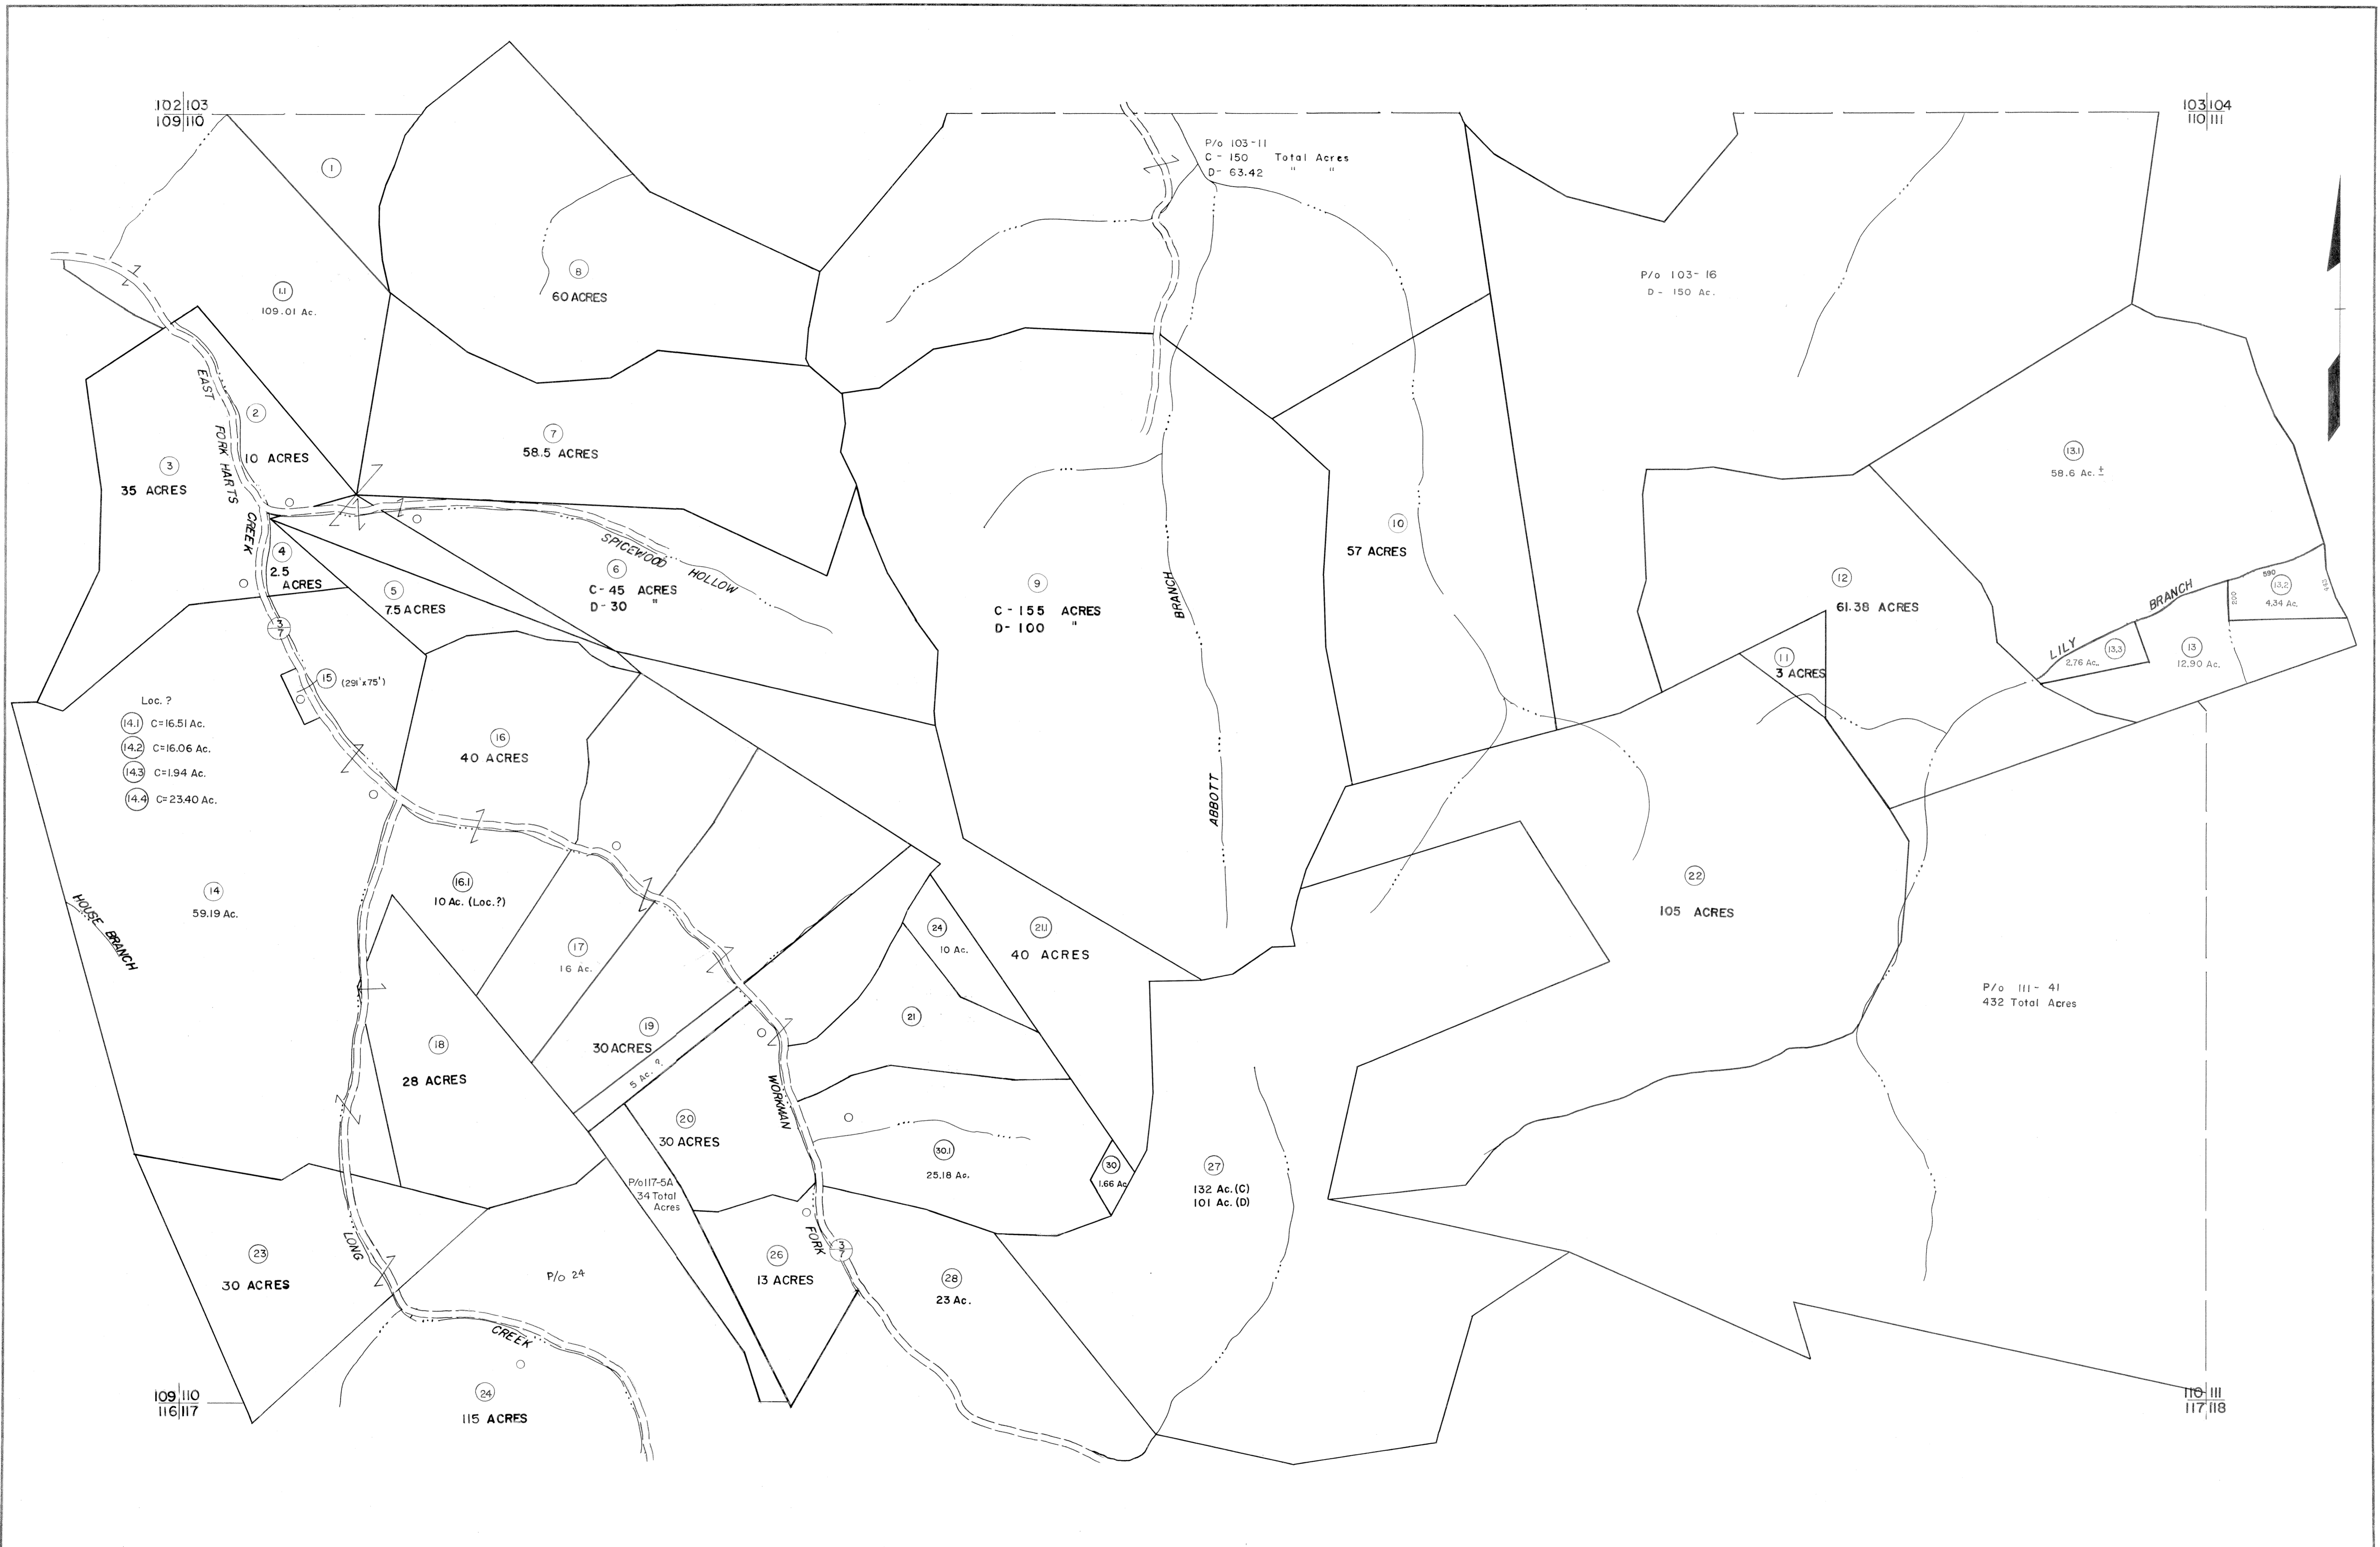 102 103
109 110
103 104
110 111
P/o 103-11
C - 150 Total Acres
D - 63.42 " "
1
8
60 ACRES
1.1
109.01 Ac.
P/o 103-16
D - 150 Ac.
EAST FORK HARTS CREEK
2
10 ACRES
3
35 ACRES
7
58.5 ACRES
13.1
58.6 Ac. ±
10
57 ACRES
4
2.5
ACRES
5
7.5 ACRES
6
C - 45 ACRES
D - 30 "
SPICEWOOD HOLLOW
9
C - 155 ACRES
D - 100 "
ABBOTT BRANCH
12
61.38 ACRES
11
3 ACRES
LILY BRANCH
590
200
13.2
4.34 Ac.
13.3
2.76 Ac.
13
12.90 Ac.
3
7
15 (291' x 75')
Loc. ?
14.1 C=16.51 Ac.
14.2 C=16.06 Ac.
14.3 C=1.94 Ac.
14.4 C=23.40 Ac.
16
40 ACRES
14
59.19 Ac.
HOUSE BRANCH
16.1
10 Ac. (Loc.?)
17
16 Ac.
24
10 Ac.
21.1
40 ACRES
22
105 ACRES
P/o 111-41
432 Total Acres
18
28 ACRES
19
30 ACRES
5 Ac. ?
21
WORKMAN FORK
20
30 ACRES
30.1
25.18 Ac.
30
1.66 Ac.
27
132 Ac. (C)
101 Ac. (D)
P/o 117-5A
34 Total
Acres
23
30 ACRES
LONG CREEK
P/o 24
26
13 ACRES
3
7
28
23 Ac.
24
115 ACRES
109 110
116 117
110 111
117 118